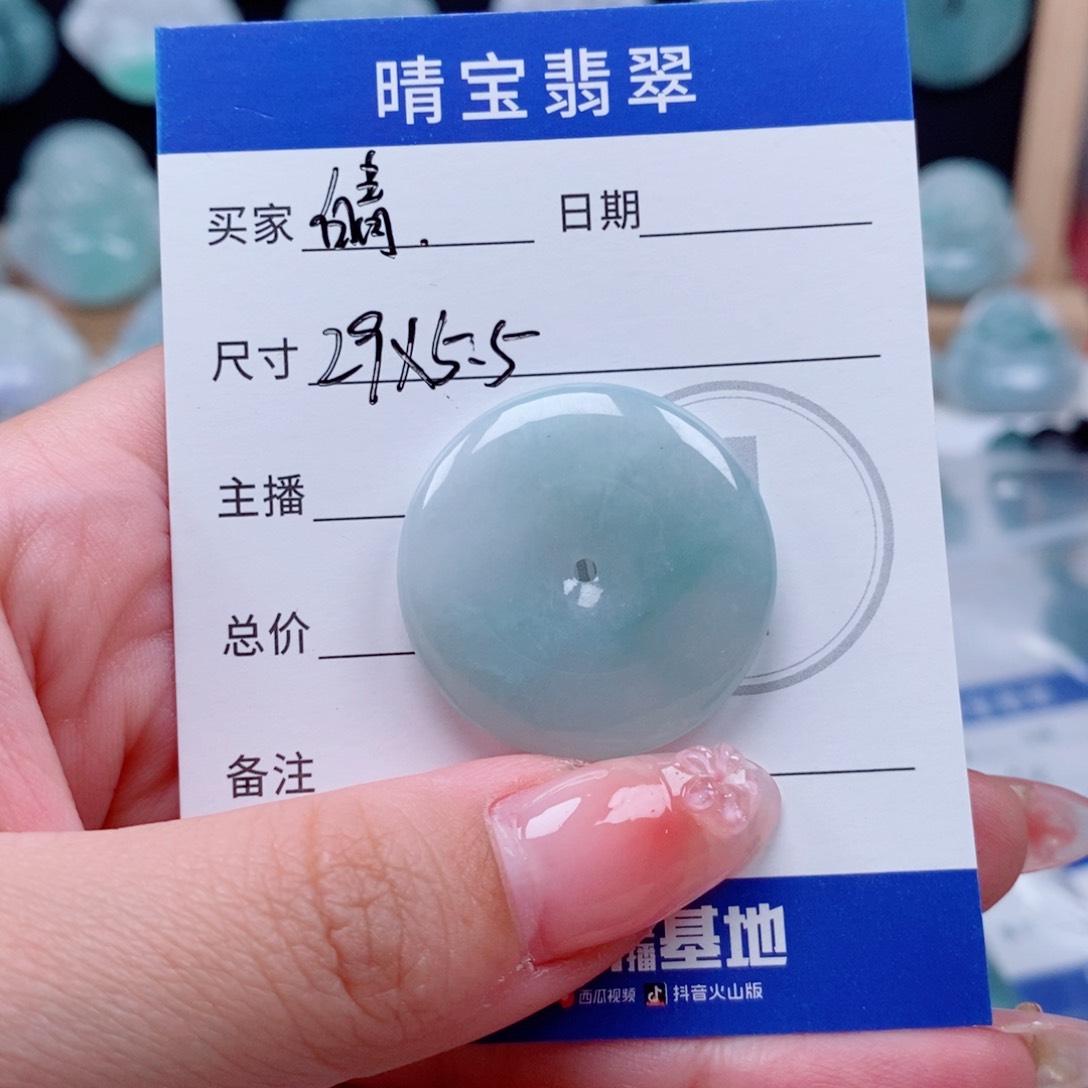 晴宝翡翠
买家 日期
尺寸 29X5.5
主播
总价
备注
播基地
西瓜视频 抖音火山版